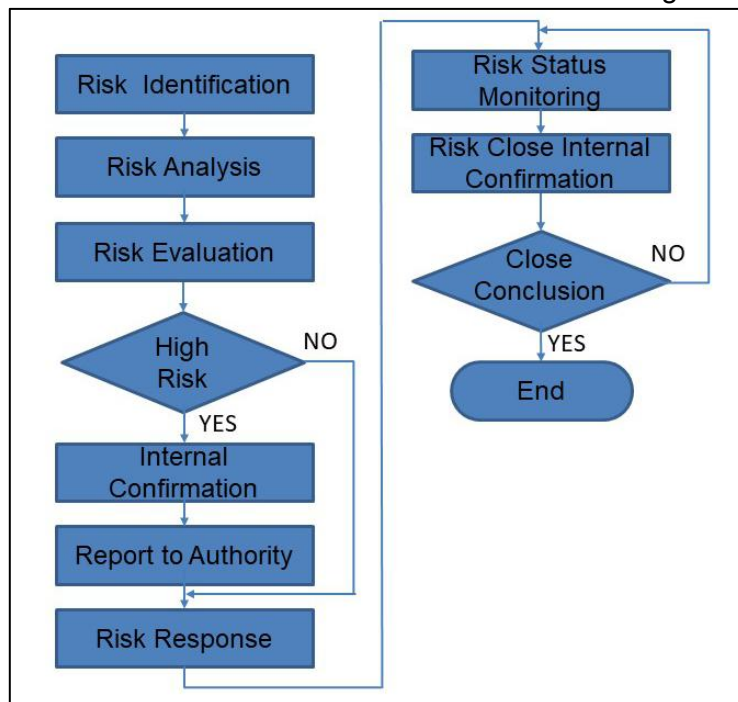 Risk Identification
Risk Analysis
Risk Evaluation
High
Risk
NO
YES
Internal
Confirmation
Report to Authority
Risk Response
Risk Status
Monitoring
Risk Close Internal
Confirmation
Close
Conclusion
NO
YES
End